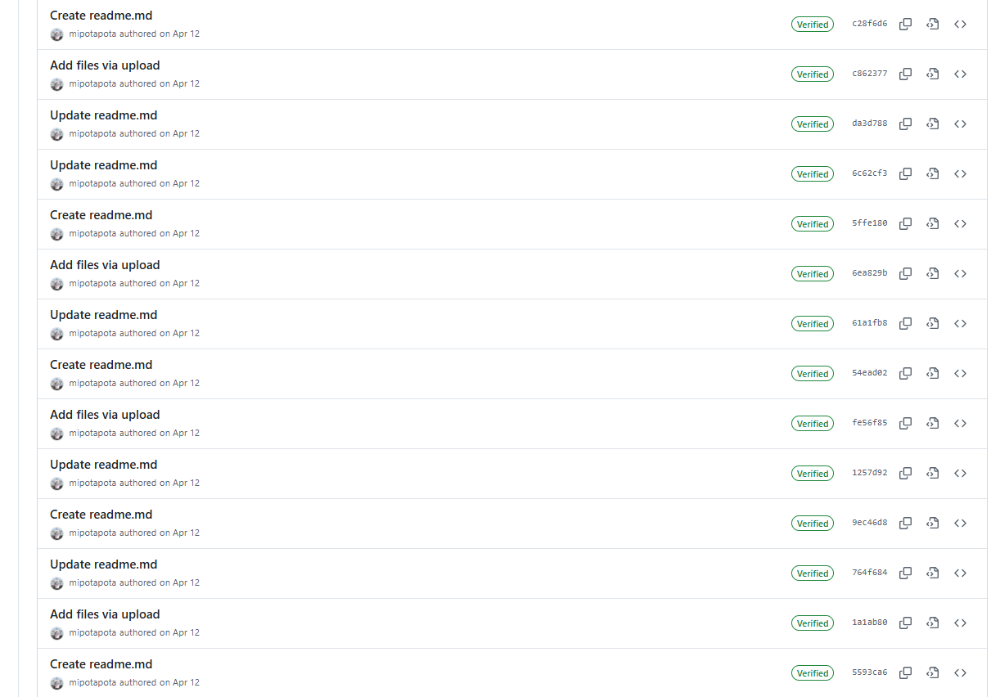 Create readme.md
mipotapota authored on Apr 12
Verified
c28f6d6
Add files via upload
mipotapota authored on Apr 12
Verified
c862377
Update readme.md
mipotapota authored on Apr 12
Verified
da3d788
Update readme.md
mipotapota authored on Apr 12
Verified
6c62cf3
Create readme.md
mipotapota authored on Apr 12
Verified
5ffe180
Add files via upload
mipotapota authored on Apr 12
Verified
6ea829b
Update readme.md
mipotapota authored on Apr 12
Verified
61a1fb8
Create readme.md
mipotapota authored on Apr 12
Verified
54ead02
Add files via upload
mipotapota authored on Apr 12
Verified
fe56f85
Update readme.md
mipotapota authored on Apr 12
Verified
1257d92
Create readme.md
mipotapota authored on Apr 12
Verified
9ec46d8
Update readme.md
mipotapota authored on Apr 12
Verified
764f684
Add files via upload
mipotapota authored on Apr 12
Verified
1a1ab80
Create readme.md
mipotapota authored on Apr 12
Verified
5593ca6